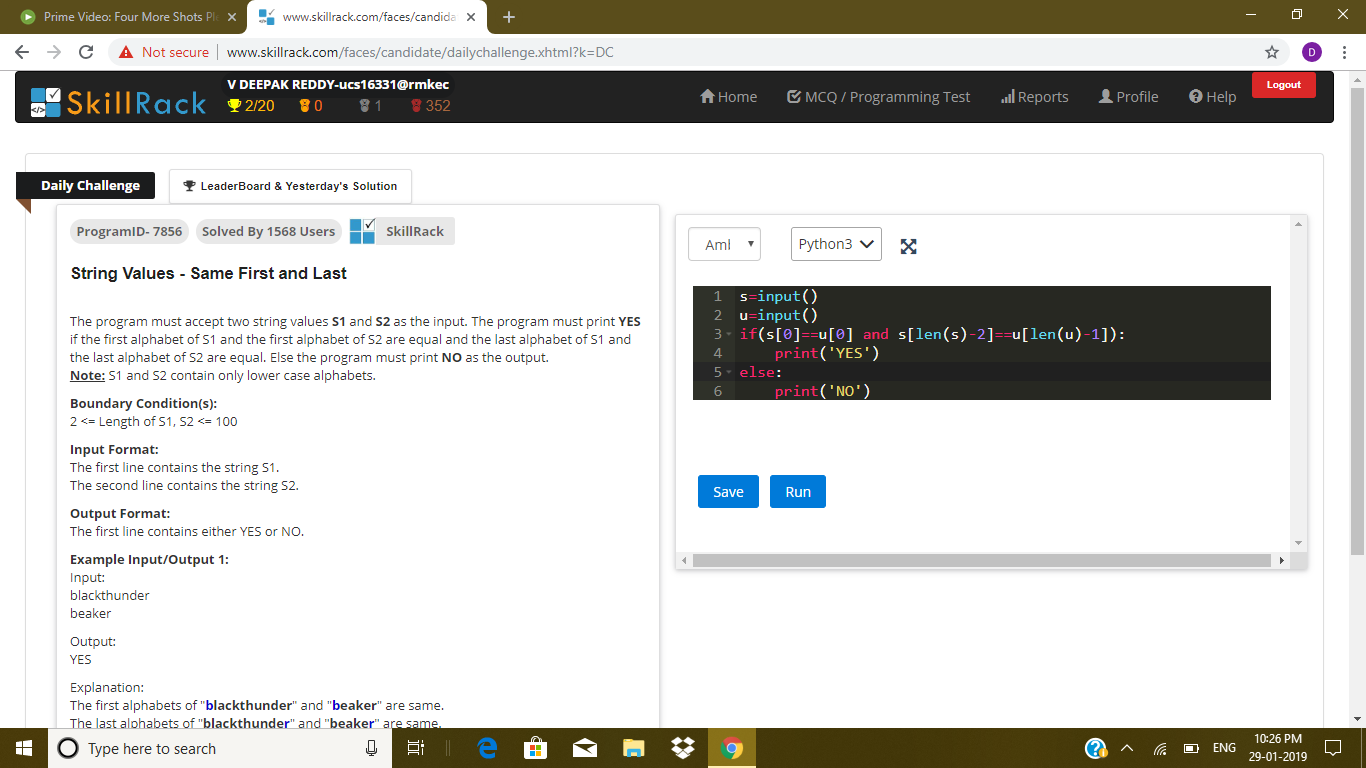 Prime Video: Four More Shots Pl
www.skillrack.com/faces/candida
Not secure
www.skillrack.com/faces/candidate/dailychallenge.xhtml?k=DC
D
</>
SkillRack
V DEEPAK REDDY-ucs16331@rmkec
2/20 0 1 352
Home
MCQ / Programming Test
Reports
Profile
Help
Logout
Daily Challenge
LeaderBoard & Yesterday's Solution
ProgramID- 7856
Solved By 1568 Users
SkillRack
String Values - Same First and Last
The program must accept two string values S1 and S2 as the input. The program must print YES
if the first alphabet of S1 and the first alphabet of S2 are equal and the last alphabet of S1 and
the last alphabet of S2 are equal. Else the program must print NO as the output.
Note: S1 and S2 contain only lower case alphabets.
Boundary Condition(s):
2 <= Length of S1, S2 <= 100
Input Format:
The first line contains the string S1.
The second line contains the string S2.
Output Format:
The first line contains either YES or NO.
Example Input/Output 1:
Input:
blackthunder
beaker
Output:
YES
Explanation:
The first alphabets of "blackthunder" and "beaker" are same.
The last alphabets of "blackthunder" and "beaker" are same.
Aml
Python3
1 s=input()
2 u=input()
3 if(s[0]==u[0] and s[len(s)-2]==u[len(u)-1]):
4 print('YES')
5 else:
6 print('NO')
Save
Run
Type here to search
ENG
10:26 PM
29-01-2019